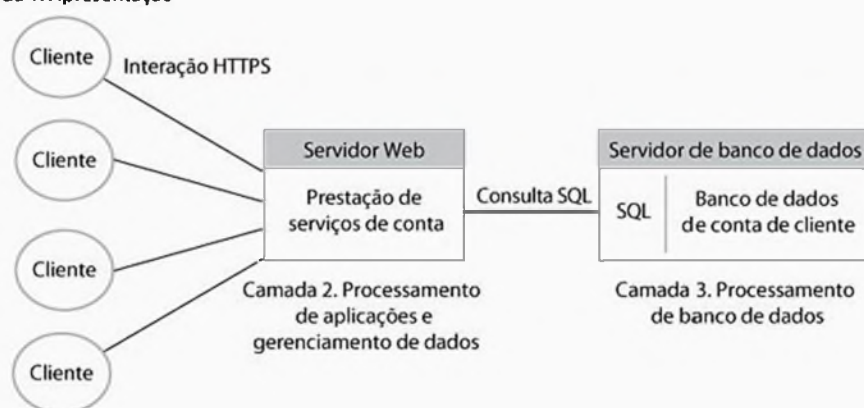 Cliente
Interação HTTPS
Cliente
Cliente
Cliente
Servidor Web
Prestação de
serviços de conta
Consulta SQL
Servidor de banco de dados
SQL
Banco de dados
de conta de cliente
Camada 2. Processamento
de aplicações e
gerenciamento de dados
Camada 3. Processamento
de banco de dados